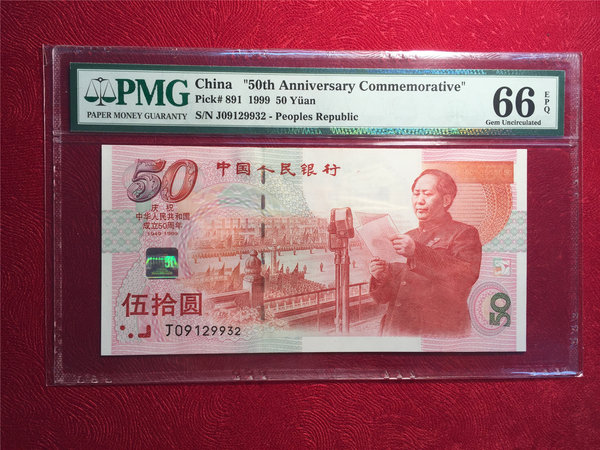 PMG
PAPER MONEY GUARANTY
China "50th Anniversary Commemorative"
Pick# 891 1999 50 Yüan
S/N J09129932 - Peoples Republic
66 EPQ
Gem Uncirculated
50
中国人民银行
庆祝
中华人民共和国
成立50周年
1949-1999
伍拾圆
J09129932
50